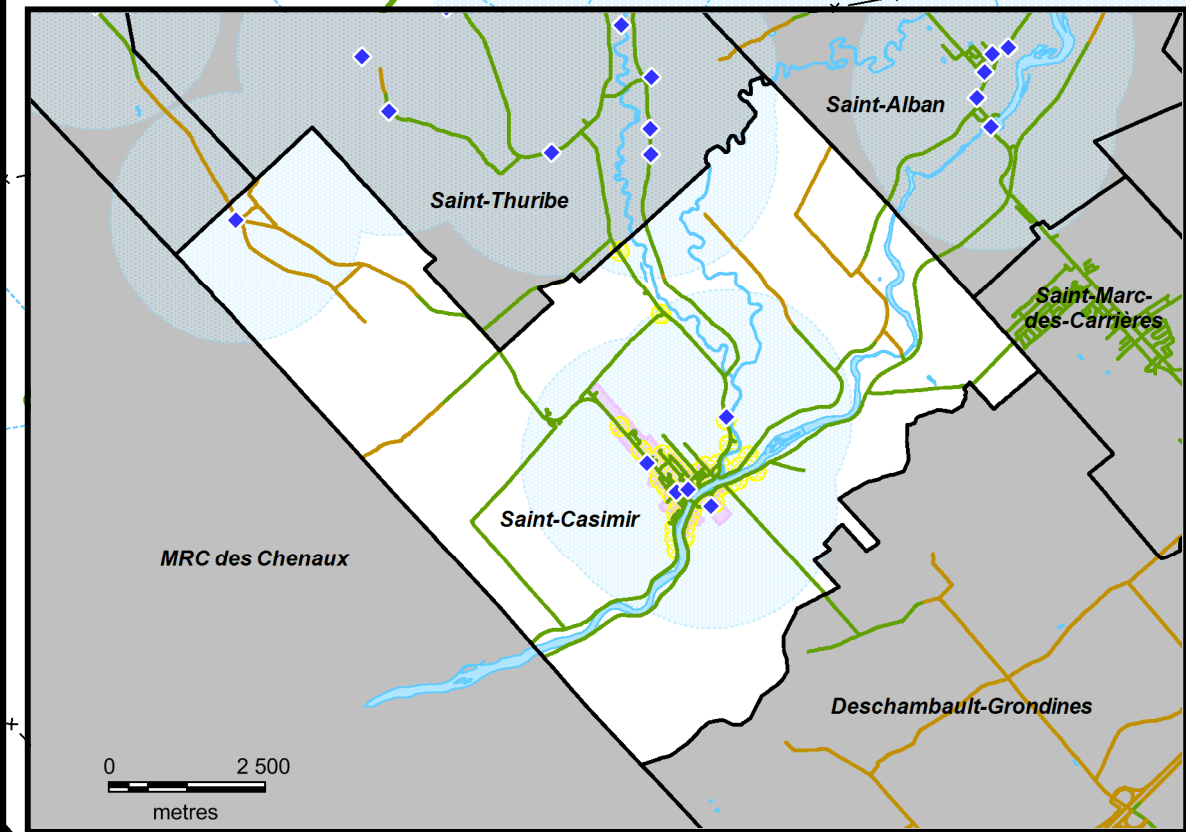 Saint-Alban
Saint-Thuribe
Saint-Marc-
des-Carrières
Saint-Casimir
MRC des Chenaux
Deschambault-Grondines
0 2 500
metres